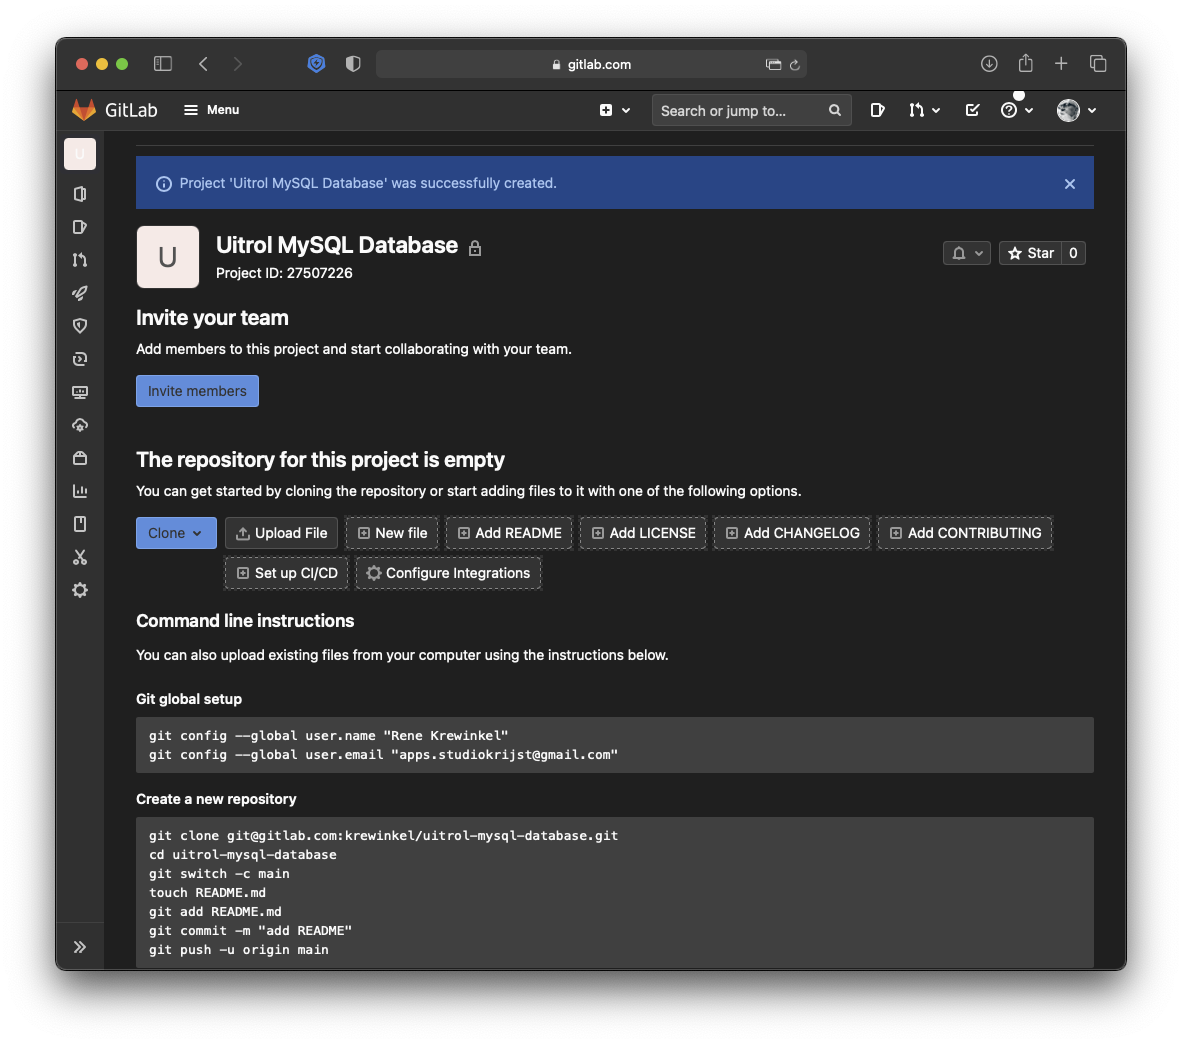 gitlab.com
GitLab Menu Search or jump to...
U
Project 'Uitrol MySQL Database' was successfully created.
U
Uitrol MySQL Database
Project ID: 27507226
Star 0
Invite your team
Add members to this project and start collaborating with your team.
Invite members
The repository for this project is empty
You can get started by cloning the repository or start adding files to it with one of the following options.
Clone Upload File New file Add README Add LICENSE Add CHANGELOG Add CONTRIBUTING
Set up CI/CD Configure Integrations
Command line instructions
You can also upload existing files from your computer using the instructions below.
Git global setup
git config --global user.name "Rene Krewinkel"
git config --global user.email "apps.studiokrijst@gmail.com"
Create a new repository
git clone git@gitlab.com:krewinkel/uitrol-mysql-database.git
cd uitrol-mysql-database
git switch -c main
touch README.md
git add README.md
git commit -m "add README"
git push -u origin main